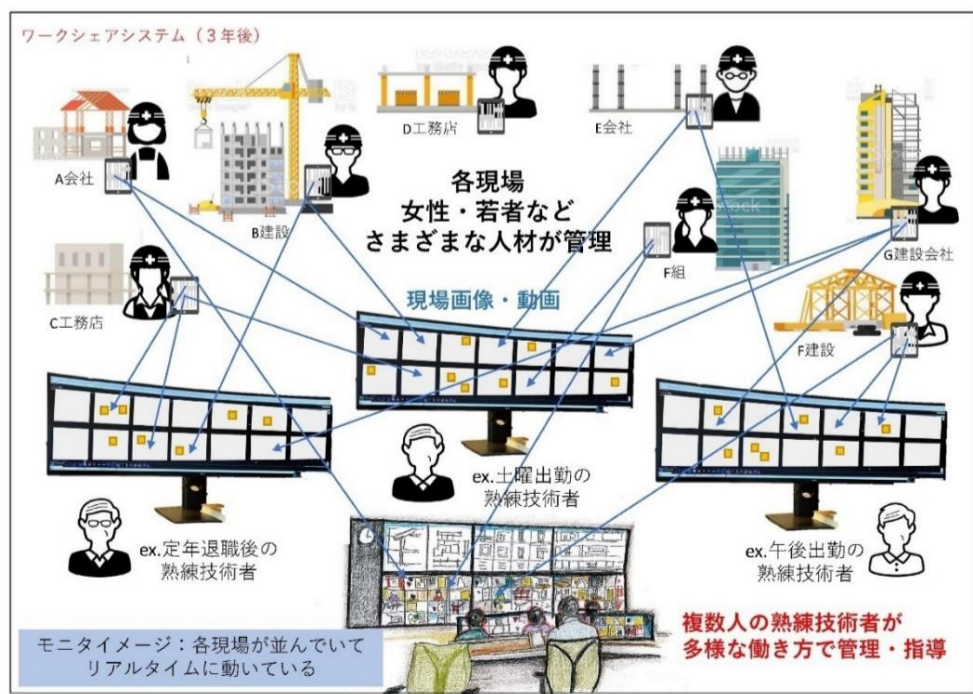 ワークシェアシステム（３年後）
D工務店
E会社
A会社
B建設
G建設会社
各現場
女性・若者など
さまざまな人材が管理
F組
C工務店
現場画像・動画
F建設
ex.土曜出勤の
熟練技術者
ex.定年退職後の
熟練技術者
ex.午後出勤の
熟練技術者
モニタイメージ：各現場が並んでいて
リアルタイムに動いている
複数人の熟練技術者が
多様な働き方で管理・指導